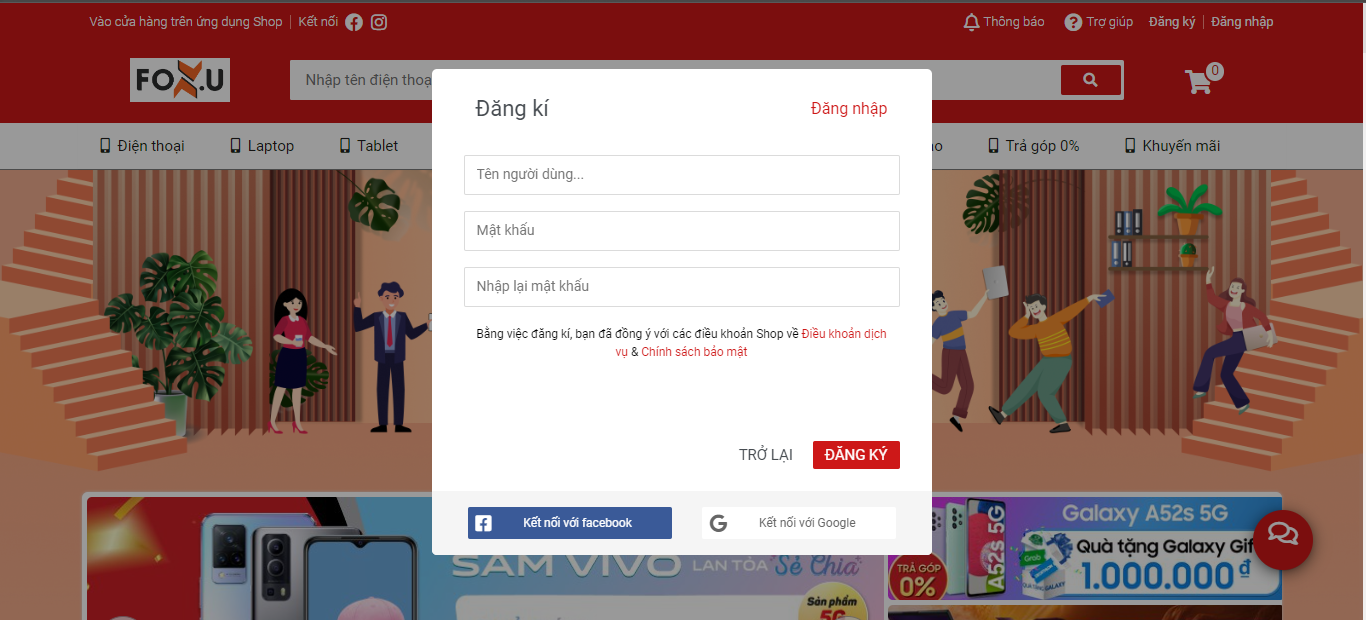 Vào cửa hàng trên ứng dụng Shop Kết nối Thông báo Trợ giúp Đăng ký Đăng nhập
FOX.U
Nhập tên điện thoạ
0
Điện thoại Laptop Tablet Trả góp 0% Khuyến mãi
Đăng kí Đăng nhập
Tên người dùng...
Mật khẩu
Nhập lại mật khẩu
Bằng việc đăng kí, bạn đã đồng ý với các điều khoản Shop về Điều khoản dịch
vụ & Chính sách bảo mật
TRỞ LẠI ĐĂNG KÝ
Kết nối với facebook Kết nối với Google
SẮM VIVO LAN TỎA Sẻ Chia
Sản phẩm
5G
A52s 5G
TRẢ GÓP
0%
Galaxy A52s 5G
Quà tặng Galaxy Gif
1.000.000đ